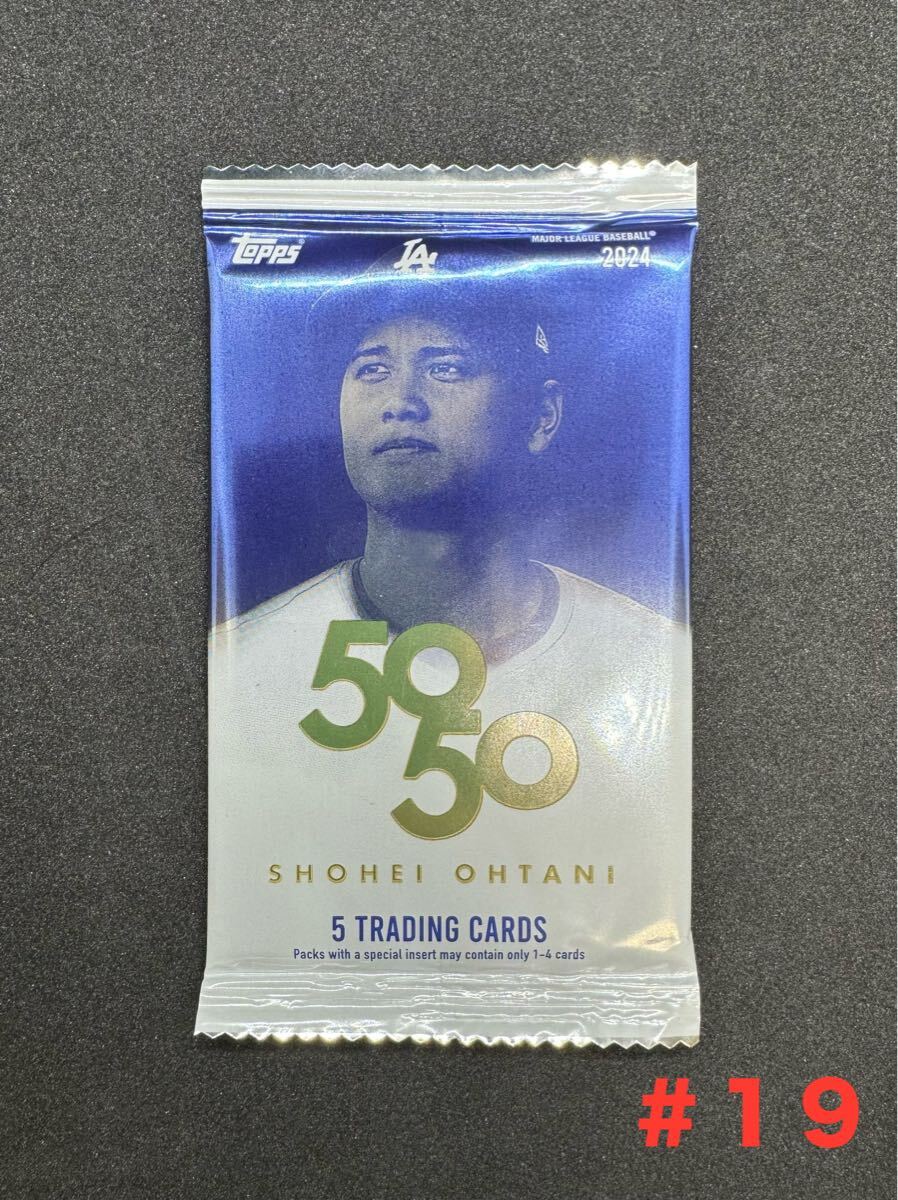 Topps®
LA
MAJOR LEAGUE BASEBALL®
2024
50
50
SHOHEI OHTANI
5 TRADING CARDS
Packs with a special insert may contain only 1-4 cards
#19